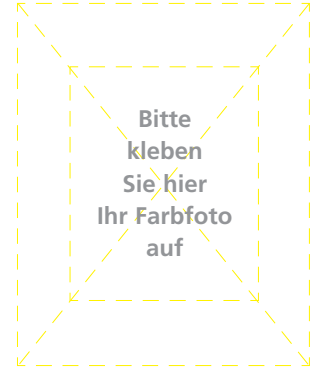 Bitte
kleben
Sie hier
Ihr Farbfoto
auf